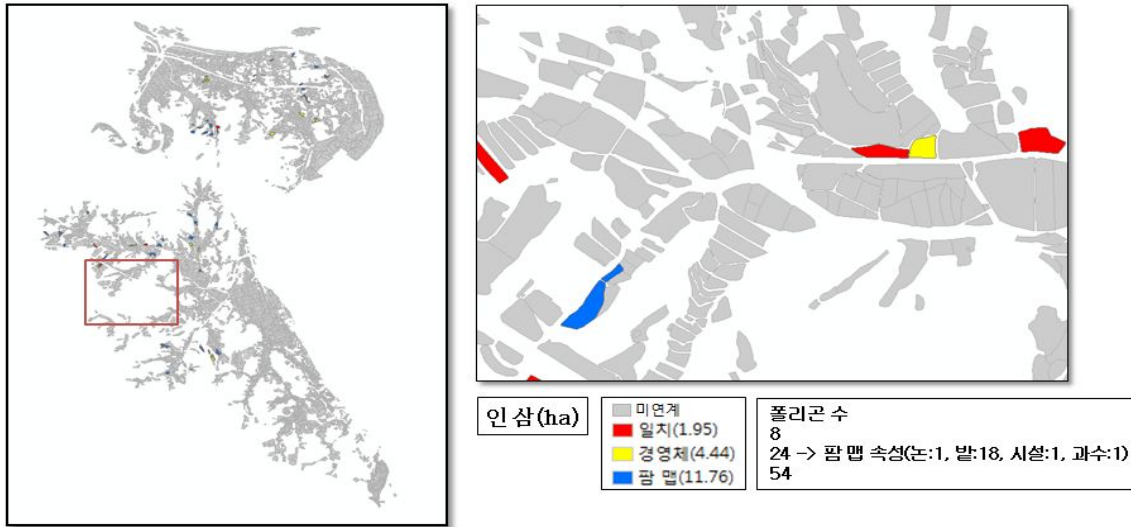 인 삼(ha)
미연계
일치(1.95)
경영체(4.44)
팜 맵(11.76)
폴리곤 수
8
24 -> 팜 맵 속성(논:1, 밭:18, 시설:1, 과수:1)
54